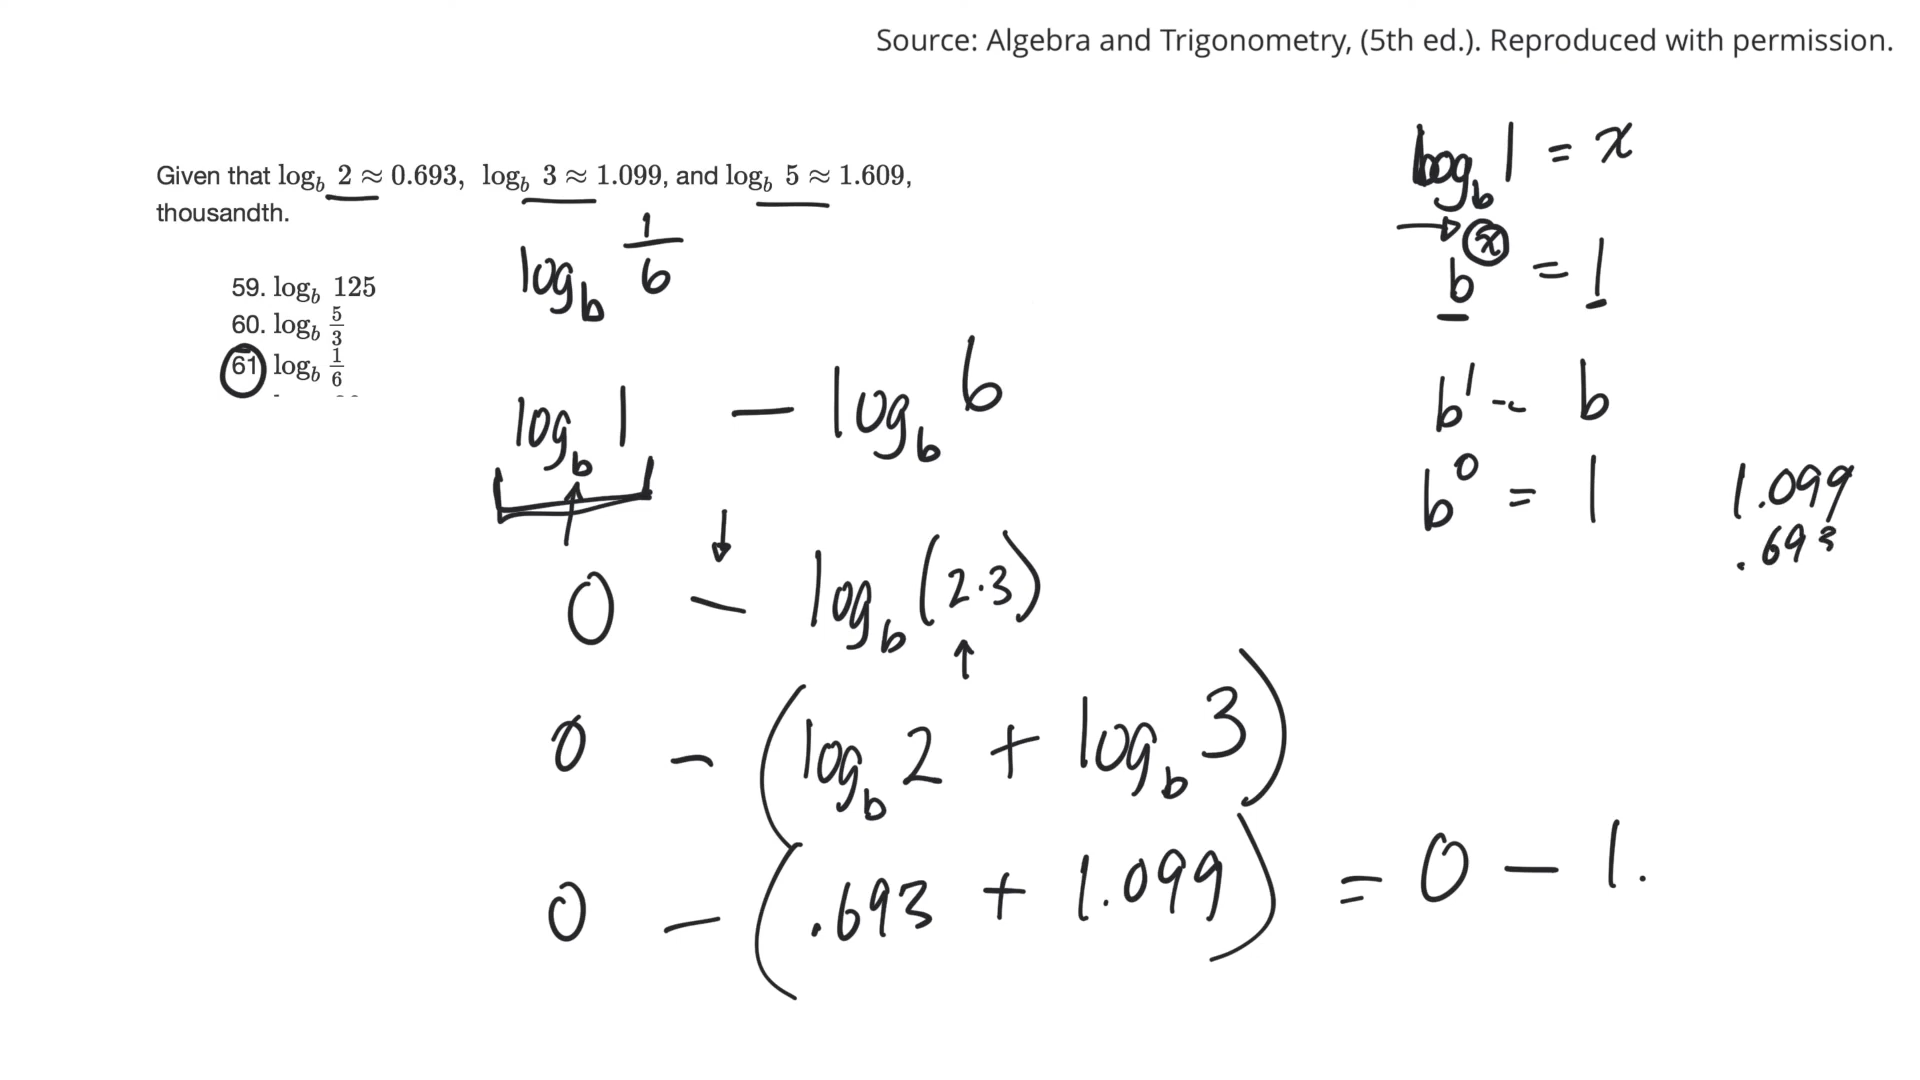 Source: Algebra and Trigonometry, (5th ed.). Reproduced with permission.
Given that log_b 2 ≈ 0.693, log_b 3 ≈ 1.099, and log_b 5 ≈ 1.609,
thousandth.
59. log_b 125
60. log_b 5/3
61 log_b 1/6
log_b 1/6
log_b 1 − log_b 6
0 − log_b (2·3)
0 − (log_b 2 + log_b 3)
0 − (.693 + 1.099) = 0 − 1.
log_b 1 = x
b^x = 1
b^1 = b
b^0 = 1
1.099
.693